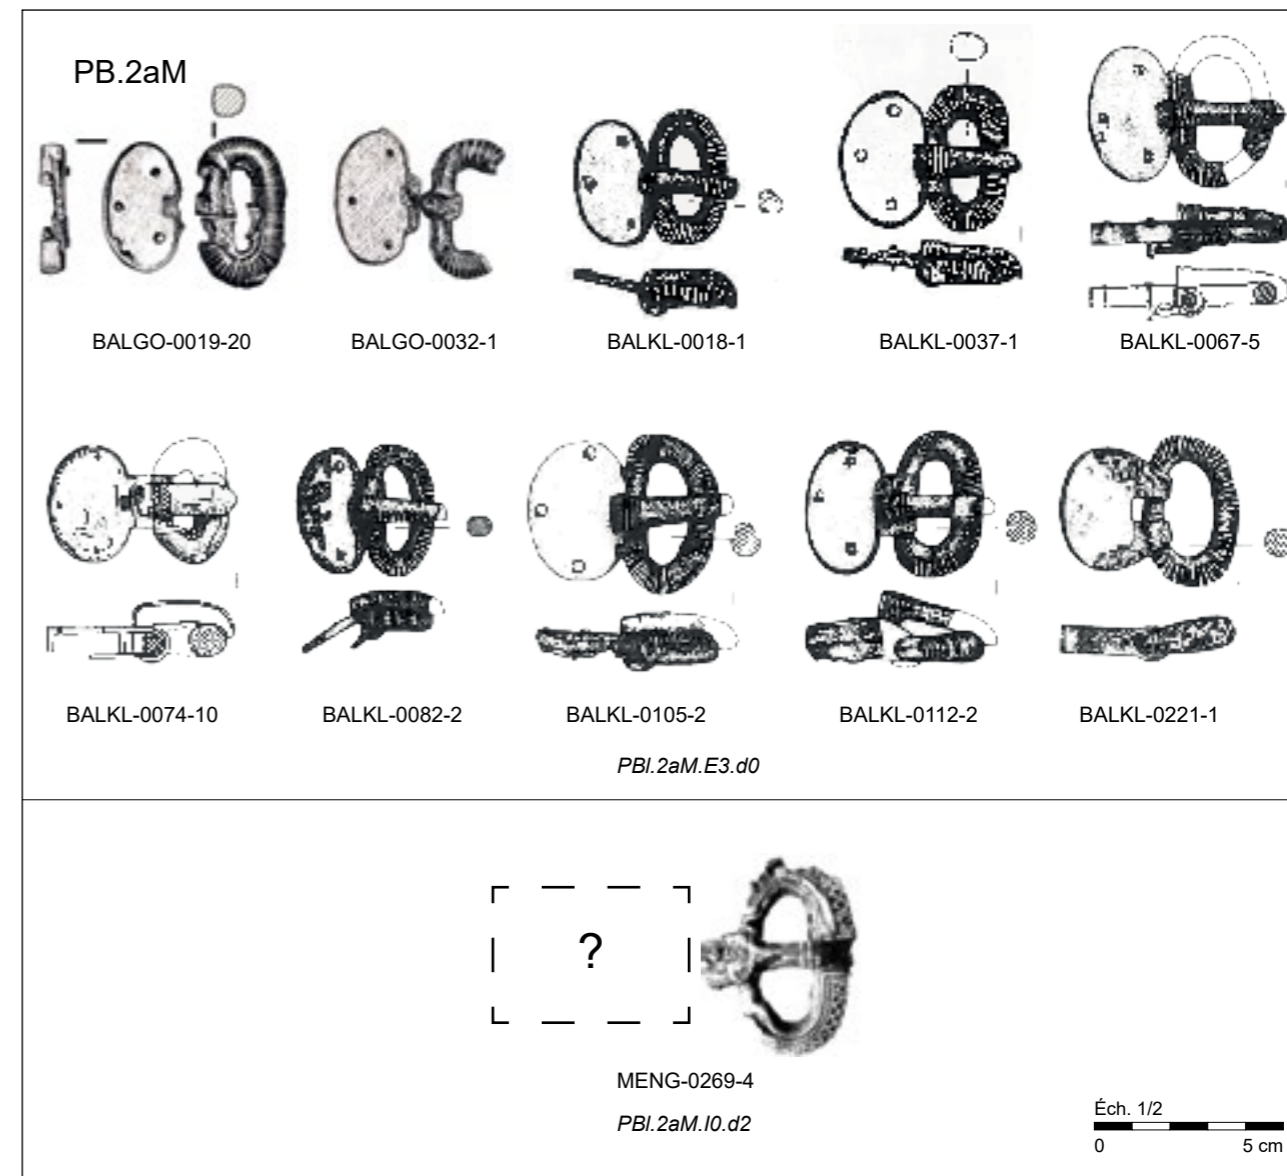 PB.2aM
BALGO-0019-20
BALGO-0032-1
BALKL-0018-1
BALKL-0037-1
BALKL-0067-5
BALKL-0074-10
BALKL-0082-2
BALKL-0105-2
BALKL-0112-2
BALKL-0221-1
PBl.2aM.E3.d0
?
MENG-0269-4
PBl.2aM.I0.d2
Éch. 1/2
0 5 cm